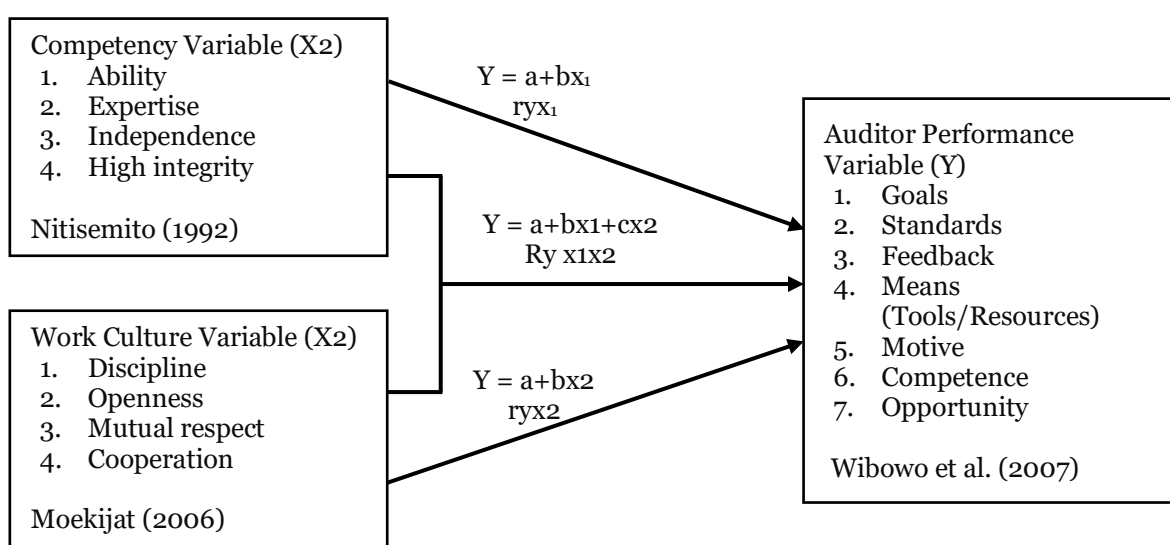 Competency Variable (X2)
1. Ability
2. Expertise
3. Independence
4. High integrity
Nitisemito (1992)
Work Culture Variable (X2)
1. Discipline
2. Openness
3. Mutual respect
4. Cooperation
Moekijat (2006)
Y = a+bx₁
ryx₁
Y = a+bx1+cx2
Ry x1x2
Y = a+bx2
ryx2
Auditor Performance
Variable (Y)
1. Goals
2. Standards
3. Feedback
4. Means
(Tools/Resources)
5. Motive
6. Competence
7. Opportunity
Wibowo et al. (2007)